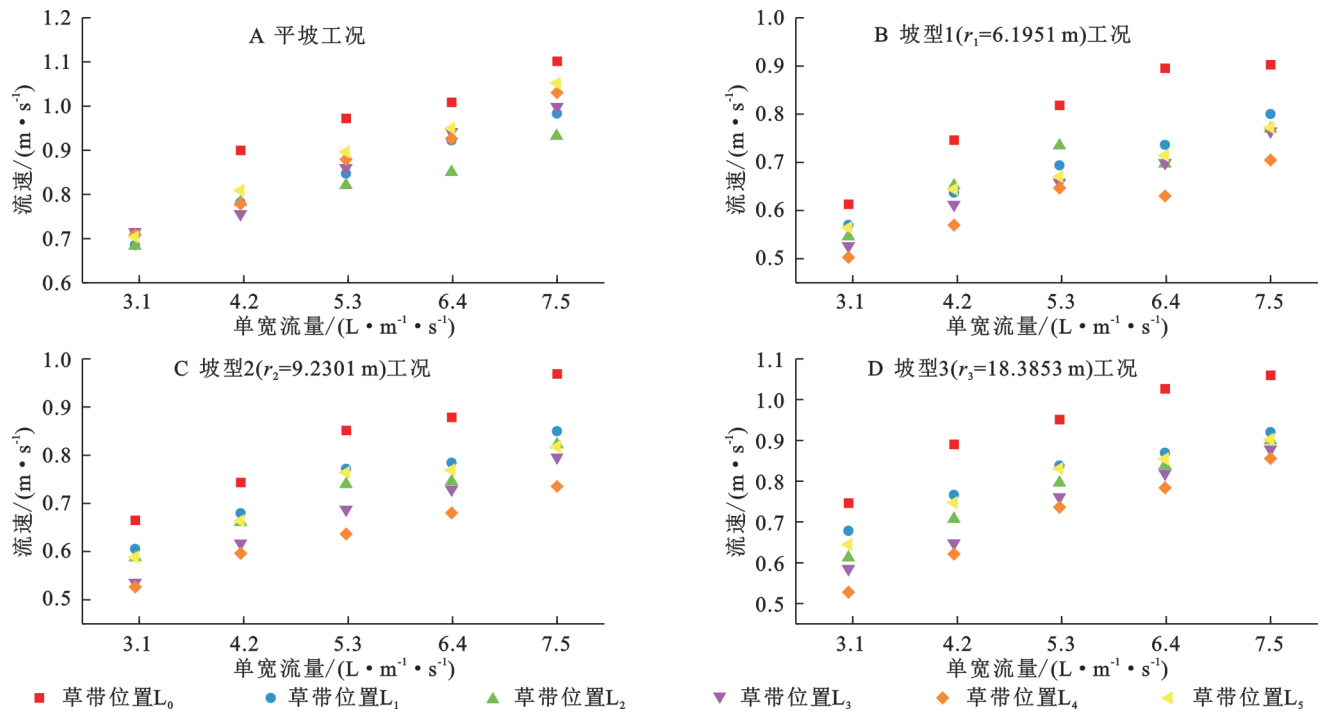 A 平坡工况
流速/(m·s⁻¹)
1.2
1.1
1.0
0.9
0.8
0.7
0.6
3.1 4.2 5.3 6.4 7.5
单宽流量/(L·m⁻¹·s⁻¹)
B 坡型1(r₁=6.1951 m)工况
流速/(m·s⁻¹)
1.0
0.9
0.8
0.7
0.6
0.5
3.1 4.2 5.3 6.4 7.5
单宽流量/(L·m⁻¹·s⁻¹)
C 坡型2(r₂=9.2301 m)工况
流速/(m·s⁻¹)
1.0
0.9
0.8
0.7
0.6
0.5
3.1 4.2 5.3 6.4 7.5
单宽流量/(L·m⁻¹·s⁻¹)
D 坡型3(r₃=18.3853 m)工况
流速/(m·s⁻¹)
1.1
1.0
0.9
0.8
0.7
0.6
0.5
3.1 4.2 5.3 6.4 7.5
单宽流量/(L·m⁻¹·s⁻¹)
草带位置L₀ 草带位置L₁ 草带位置L₂ 草带位置L₃ 草带位置L₄ 草带位置L₅